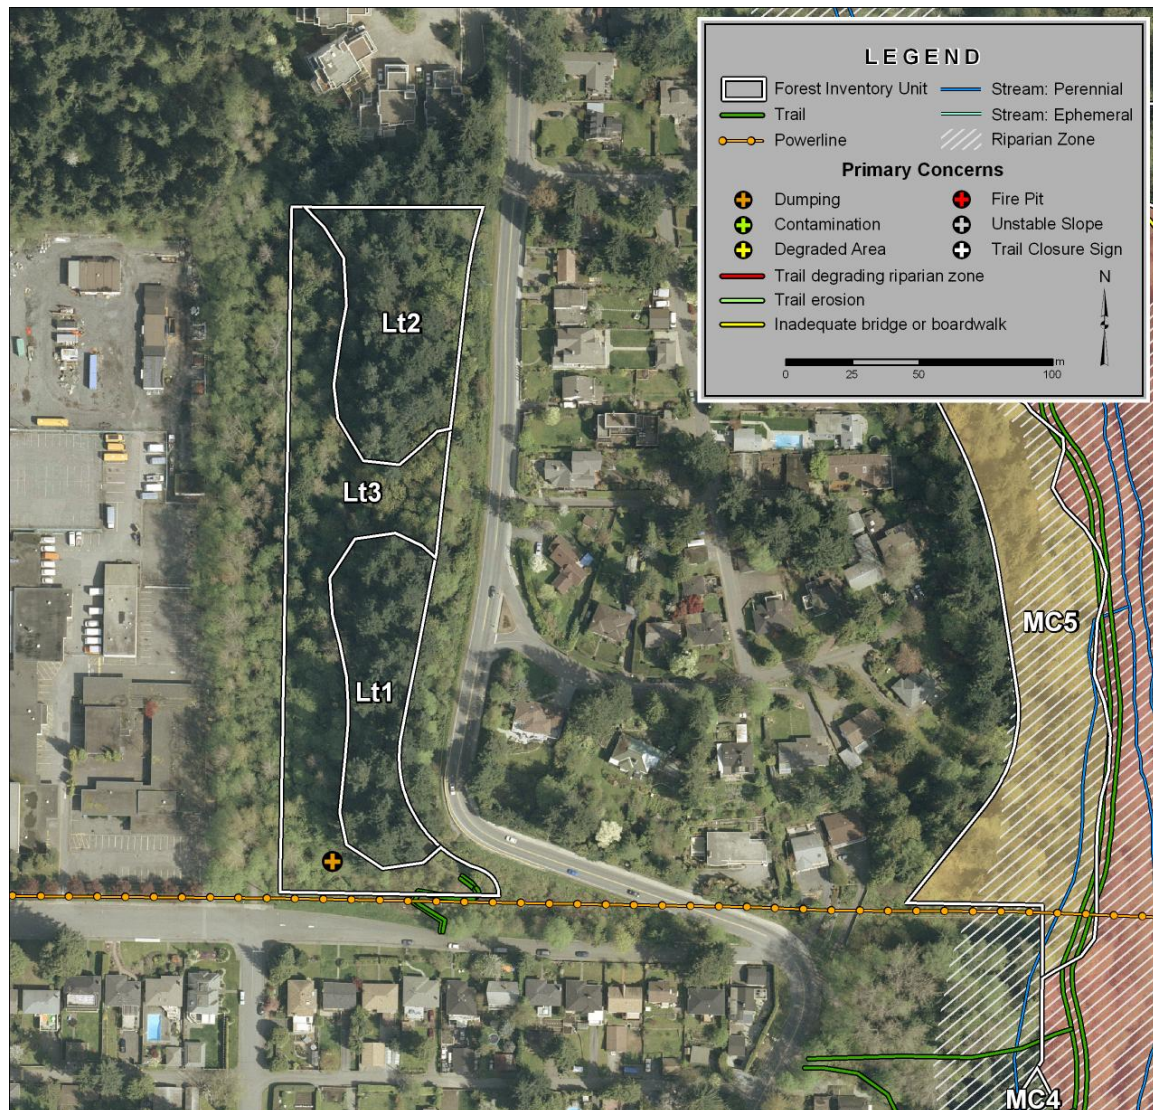 LEGEND
Forest Inventory Unit
Stream: Perennial
Trail
Stream: Ephemeral
Powerline
Riparian Zone
Primary Concerns
Dumping
Fire Pit
Contamination
Unstable Slope
Degraded Area
Trail Closure Sign
Trail degrading riparian zone
N
Trail erosion
Inadequate bridge or boardwalk
m
0 25 50 100
Lt2
Lt3
MC5
Lt1
MC4